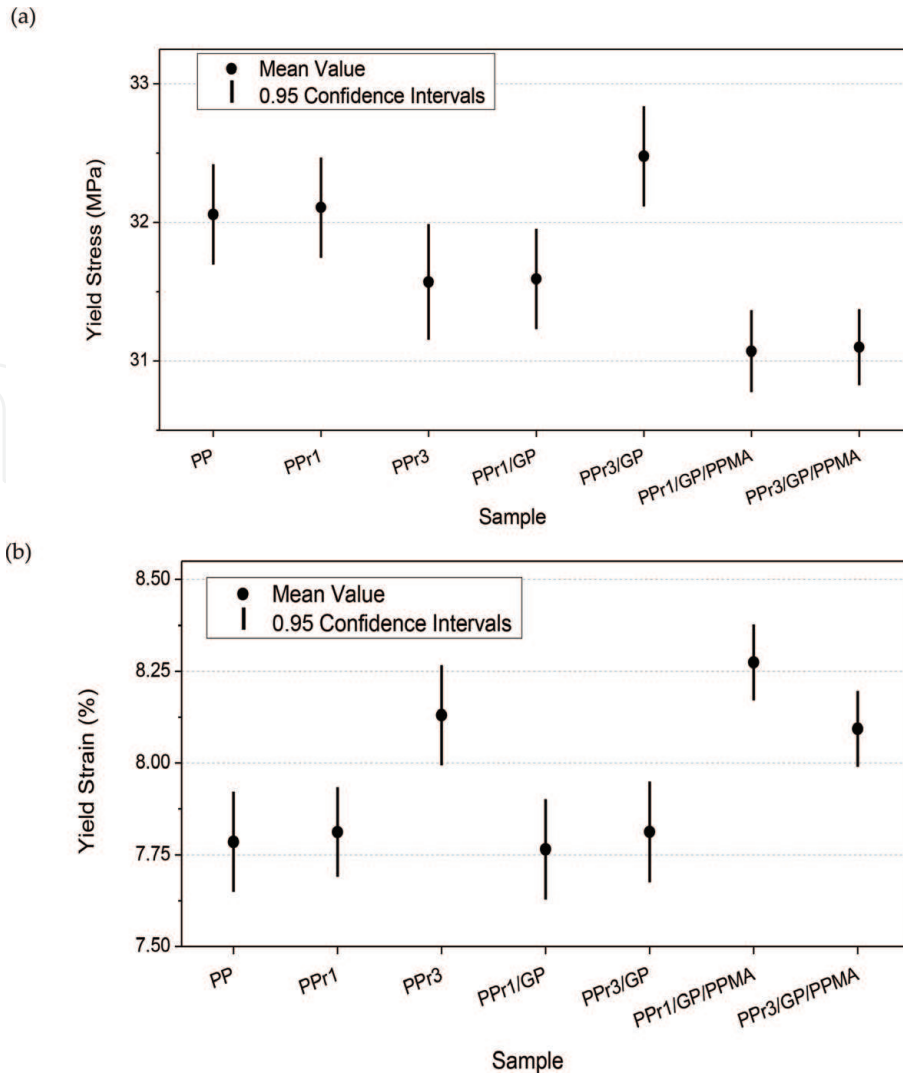 (a)
Mean Value
0.95 Confidence Intervals
33
32
31
Yield Stress (MPa)
PP
PPr1
PPr3
PPr1/GP
PPr3/GP
PPr1/GP/PPMA
PPr3/GP/PPMA
Sample
(b)
Mean Value
0.95 Confidence Intervals
8.50
8.25
8.00
7.75
7.50
Yield Strain (%)
PP
PPr1
PPr3
PPr1/GP
PPr3/GP
PPr1/GP/PPMA
PPr3/GP/PPMA
Sample